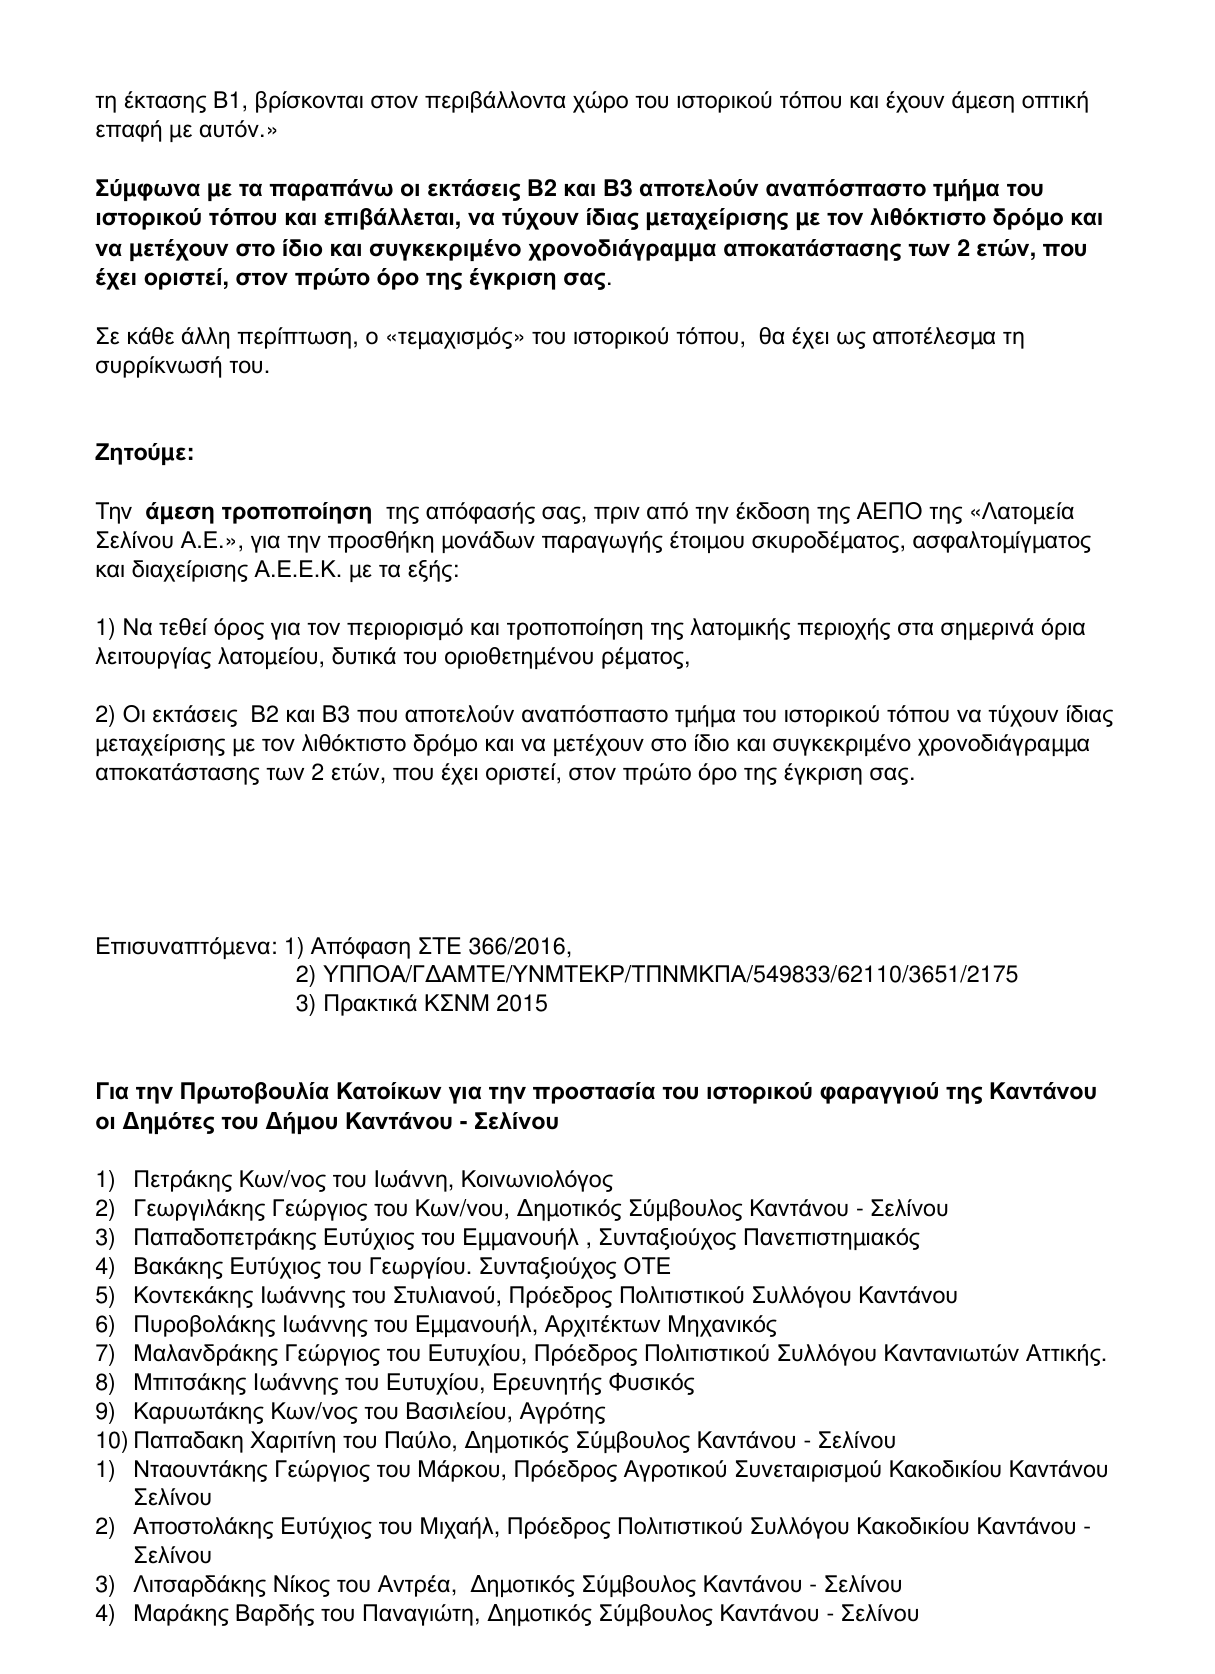 τη έκτασης Β1, βρίσκονται στον περιβάλλοντα χώρο του ιστορικού τόπου και έχουν άμεση οπτική
επαφή με αυτόν.»
Σύμφωνα με τα παραπάνω οι εκτάσεις Β2 και Β3 αποτελούν αναπόσπαστο τμήμα του
ιστορικού τόπου και επιβάλλεται, να τύχουν ίδιας μεταχείρισης με τον λιθόκτιστο δρόμο και
να μετέχουν στο ίδιο και συγκεκριμένο χρονοδιάγραμμα αποκατάστασης των 2 ετών, που
έχει οριστεί, στον πρώτο όρο της έγκριση σας.
Σε κάθε άλλη περίπτωση, ο «τεμαχισμός» του ιστορικού τόπου,  θα έχει ως αποτέλεσμα τη
συρρίκνωσή του.
Ζητούμε:
Την  άμεση τροποποίηση  της απόφασής σας, πριν από την έκδοση της ΑΕΠΟ της «Λατομεία
Σελίνου Α.Ε.», για την προσθήκη μονάδων παραγωγής έτοιμου σκυροδέματος, ασφαλτομίγματος
και διαχείρισης Α.Ε.Ε.Κ. με τα εξής:
1) Να τεθεί όρος για τον περιορισμό και τροποποίηση της λατομικής περιοχής στα σημερινά όρια
λειτουργίας λατομείου, δυτικά του οριοθετημένου ρέματος,
2) Οι εκτάσεις  Β2 και Β3 που αποτελούν αναπόσπαστο τμήμα του ιστορικού τόπου να τύχουν ίδιας
μεταχείρισης με τον λιθόκτιστο δρόμο και να μετέχουν στο ίδιο και συγκεκριμένο χρονοδιάγραμμα
αποκατάστασης των 2 ετών, που έχει οριστεί, στον πρώτο όρο της έγκριση σας.
Επισυναπτόμενα: 1) Απόφαση ΣΤΕ 366/2016,
2) ΥΠΠΟΑ/ΓΔΑΜΤΕ/ΥΝΜΤΕΚΡ/ΤΠΝΜΚΠΑ/549833/62110/3651/2175
3) Πρακτικά ΚΣΝΜ 2015
Για την Πρωτοβουλία Κατοίκων για την προστασία του ιστορικού φαραγγιού της Καντάνου
οι Δημότες του Δήμου Καντάνου - Σελίνου
1) Πετράκης Κων/νος του Ιωάννη, Κοινωνιολόγος
2) Γεωργιλάκης Γεώργιος του Κων/νου, Δημοτικός Σύμβουλος Καντάνου - Σελίνου
3) Παπαδοπετράκης Ευτύχιος του Εμμανουήλ , Συνταξιούχος Πανεπιστημιακός
4) Βακάκης Ευτύχιος του Γεωργίου. Συνταξιούχος ΟΤΕ
5) Κοντεκάκης Ιωάννης του Στυλιανού, Πρόεδρος Πολιτιστικού Συλλόγου Καντάνου
6) Πυροβολάκης Ιωάννης του Εμμανουήλ, Αρχιτέκτων Μηχανικός
7) Μαλανδράκης Γεώργιος του Ευτυχίου, Πρόεδρος Πολιτιστικού Συλλόγου Καντανιωτών Αττικής.
8) Μπιτσάκης Ιωάννης του Ευτυχίου, Ερευνητής Φυσικός
9) Καρυωτάκης Κων/νος του Βασιλείου, Αγρότης
10) Παπαδακη Χαριτίνη του Παύλο, Δημοτικός Σύμβουλος Καντάνου - Σελίνου
1) Νταουντάκης Γεώργιος του Μάρκου, Πρόεδρος Αγροτικού Συνεταιρισμού Κακοδικίου Καντάνου
Σελίνου
2) Αποστολάκης Ευτύχιος του Μιχαήλ, Πρόεδρος Πολιτιστικού Συλλόγου Κακοδικίου Καντάνου -
Σελίνου
3) Λιτσαρδάκης Νίκος του Αντρέα,  Δημοτικός Σύμβουλος Καντάνου - Σελίνου
4) Μαράκης Βαρδής του Παναγιώτη, Δημοτικός Σύμβουλος Καντάνου - Σελίνου